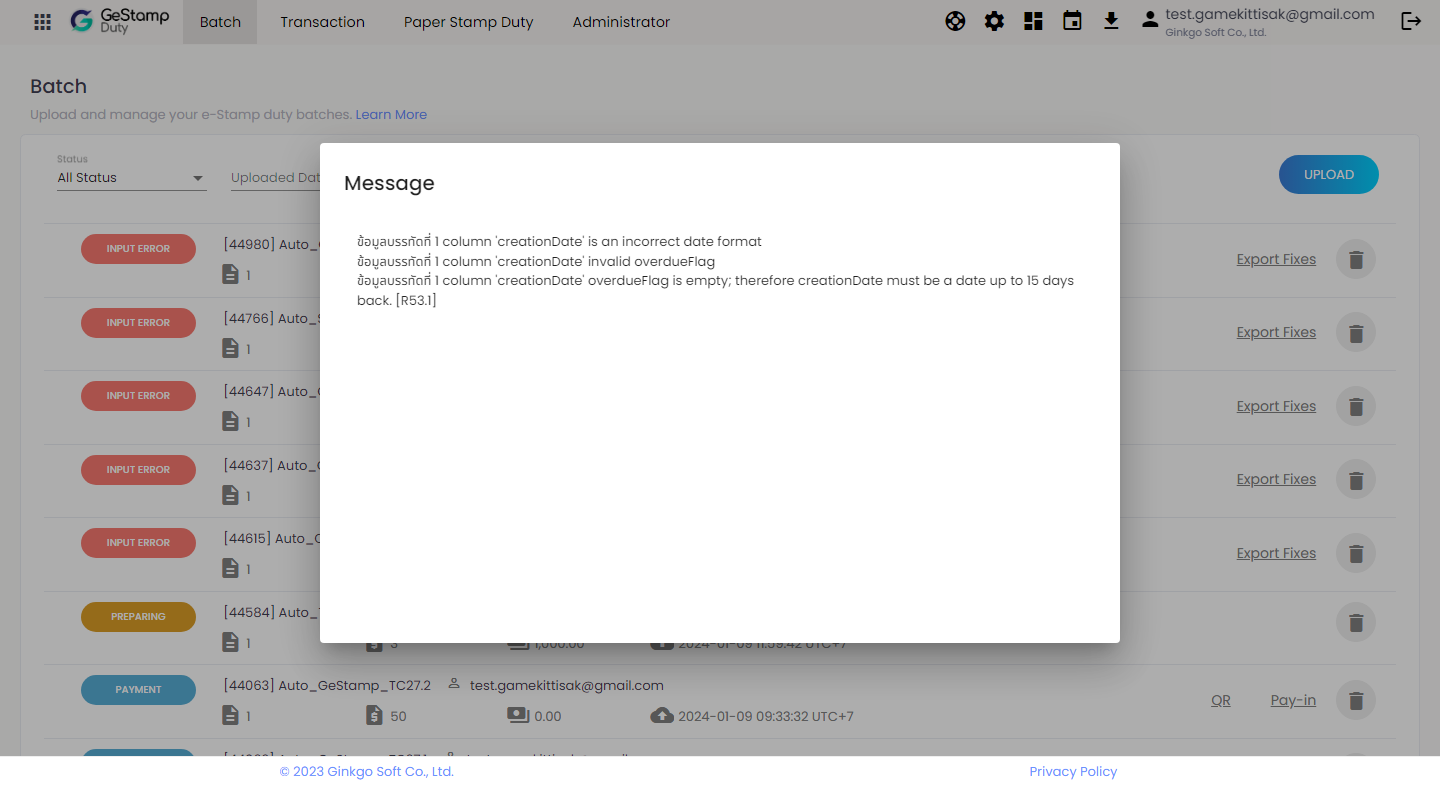 GeStamp
Duty
Batch
Transaction
Paper Stamp Duty
Administrator
test.gamekittisak@gmail.com
Ginkgo Soft Co., Ltd.
Batch
Upload and manage your e-Stamp duty batches. Learn More
Status
All Status
Uploaded
UPLOAD
Message
ข้อมูลบรรทัดที่ 1 column 'creationDate' is an incorrect date format
ข้อมูลบรรทัดที่ 1 column 'creationDate' invalid overdueFlag
ข้อมูลบรรทัดที่ 1 column 'creationDate' overdueFlag is empty; therefore creationDate must be a date up to 15 days
back. [R53.1]
INPUT ERROR
[44980] Auto_
1
Export Fixes
INPUT ERROR
[44766] Auto_
1
Export Fixes
INPUT ERROR
[44647] Auto_
1
Export Fixes
INPUT ERROR
[44637] Auto_
1
Export Fixes
INPUT ERROR
[44615] Auto_
1
Export Fixes
PREPARING
[44584] Auto_
1
3
1,000.00
2024-01-09 11:59:42 UTC+7
PAYMENT
[44063] Auto_GeStamp_TC27.2
test.gamekittisak@gmail.com
1
50
0.00
2024-01-09 09:33:32 UTC+7
QR
Pay-in
© 2023 Ginkgo Soft Co., Ltd.
Privacy Policy